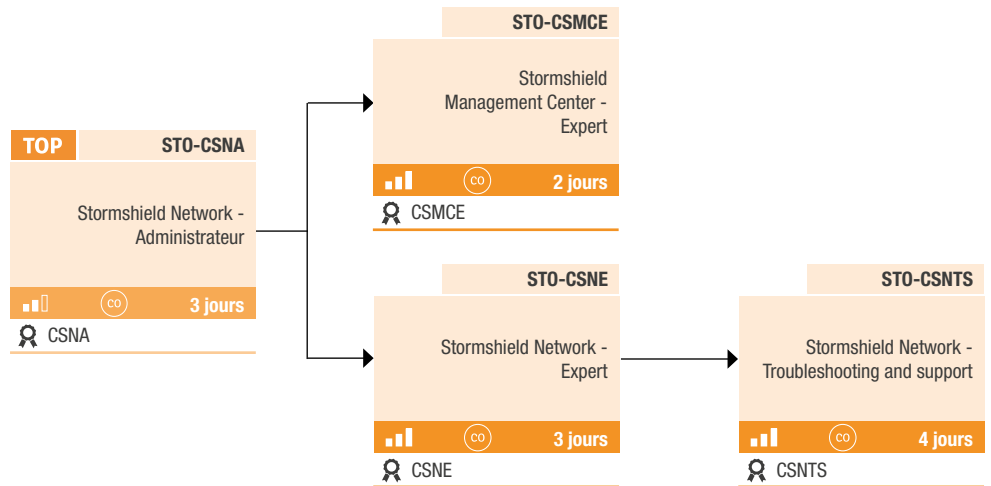 TOP
STO-CSNA
Stormshield Network -
Administrateur
co
3 jours
CSNA
STO-CSMCE
Stormshield
Management Center -
Expert
co
2 jours
CSMCE
STO-CSNE
Stormshield Network -
Expert
co
3 jours
CSNE
STO-CSNTS
Stormshield Network -
Troubleshooting and support
co
4 jours
CSNTS